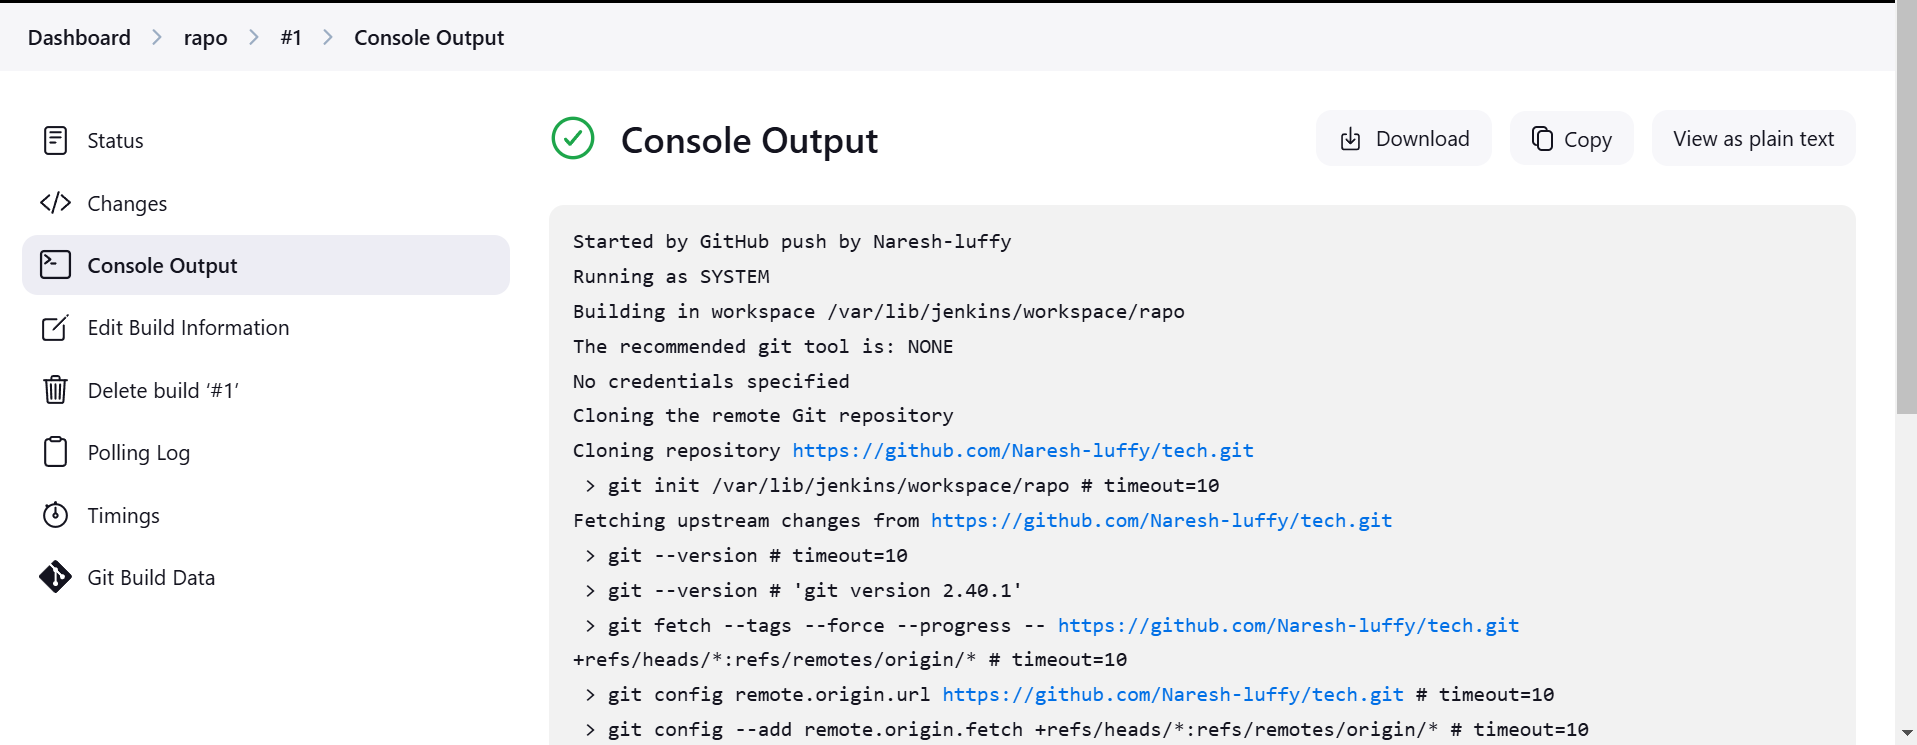 Dashboard > rapo > #1 > Console Output
Status
Changes
Console Output
Edit Build Information
Delete build ‘#1’
Polling Log
Timings
Git Build Data
Console Output
Download
Copy
View as plain text
Started by GitHub push by Naresh-luffy
Running as SYSTEM
Building in workspace /var/lib/jenkins/workspace/rapo
The recommended git tool is: NONE
No credentials specified
Cloning the remote Git repository
Cloning repository https://github.com/Naresh-luffy/tech.git
 > git init /var/lib/jenkins/workspace/rapo # timeout=10
Fetching upstream changes from https://github.com/Naresh-luffy/tech.git
 > git --version # timeout=10
 > git --version # 'git version 2.40.1'
 > git fetch --tags --force --progress -- https://github.com/Naresh-luffy/tech.git
+refs/heads/*:refs/remotes/origin/* # timeout=10
 > git config remote.origin.url https://github.com/Naresh-luffy/tech.git # timeout=10
 > git config --add remote.origin.fetch +refs/heads/*:refs/remotes/origin/* # timeout=10